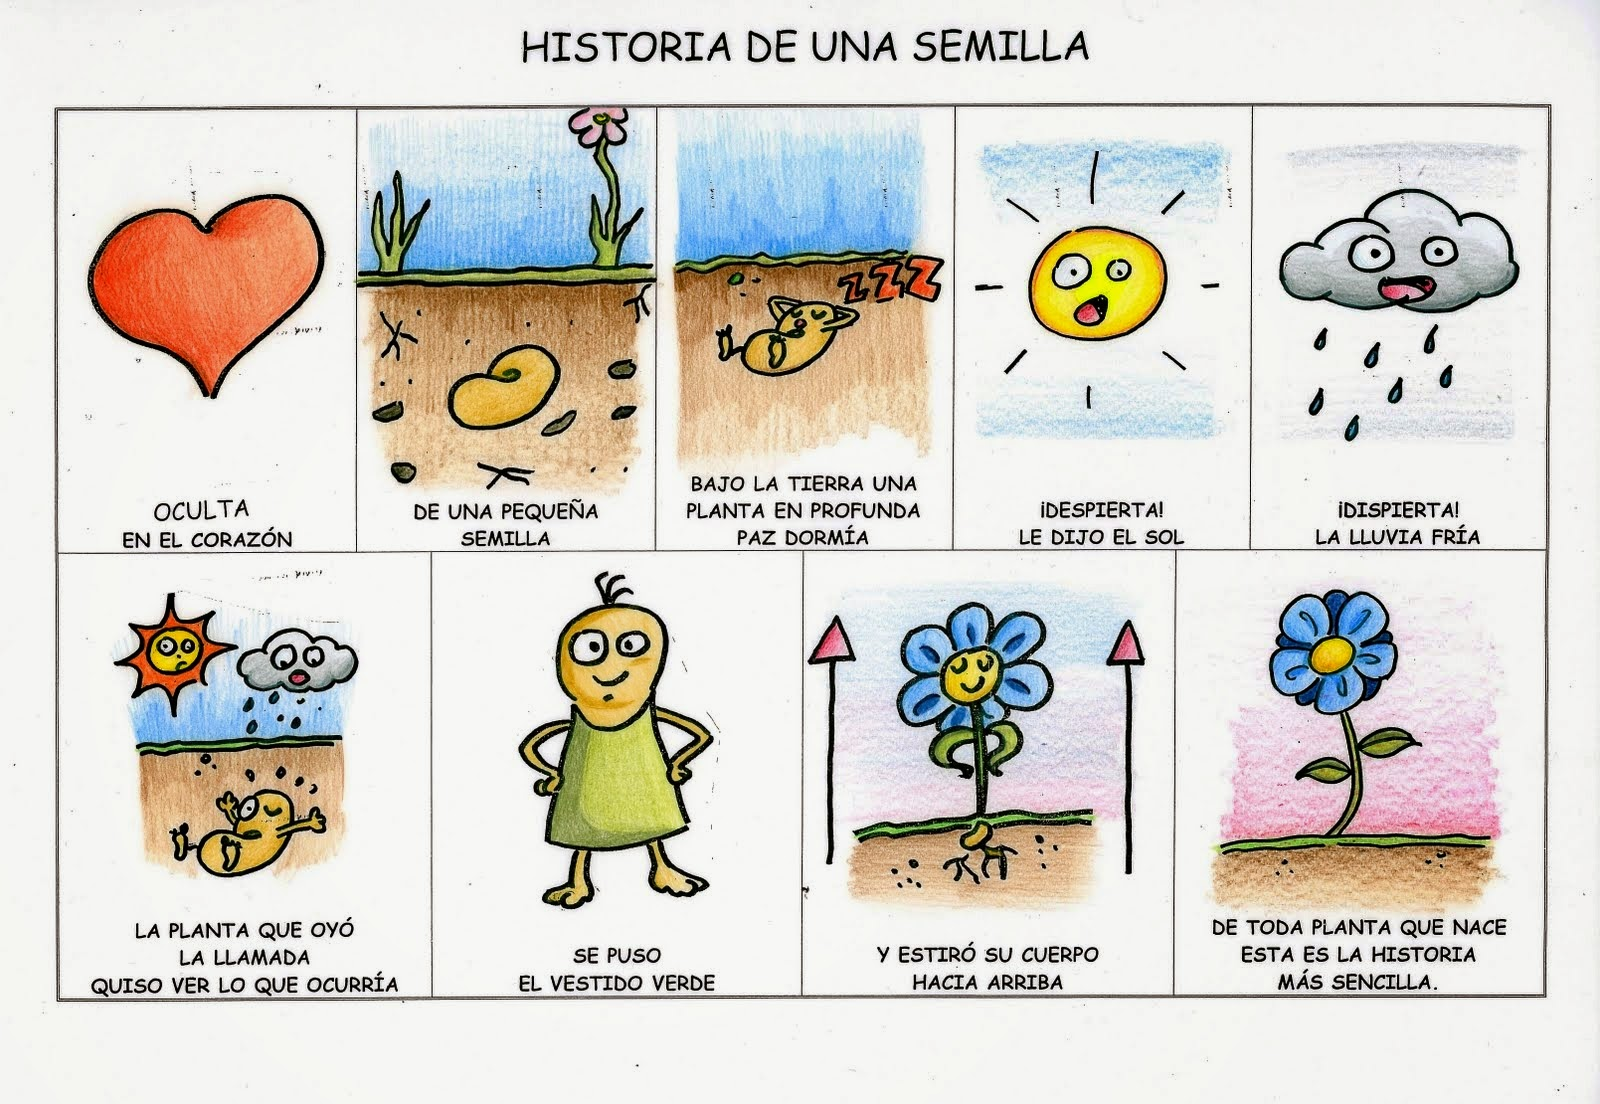 HISTORIA DE UNA SEMILLA
OCULTA
EN EL CORAZÓN
DE UNA PEQUEÑA
SEMILLA
ZZZ
BAJO LA TIERRA UNA
PLANTA EN PROFUNDA
PAZ DORMÍA
¡DESPIERTA!
LE DIJO EL SOL
¡DISPIERTA!
LA LLUVIA FRÍA
LA PLANTA QUE OYÓ
LA LLAMADA
QUISO VER LO QUE OCURRÍA
SE PUSO
EL VESTIDO VERDE
Y ESTIRÓ SU CUERPO
HACIA ARRIBA
DE TODA PLANTA QUE NACE
ESTA ES LA HISTORIA
MÁS SENCILLA.